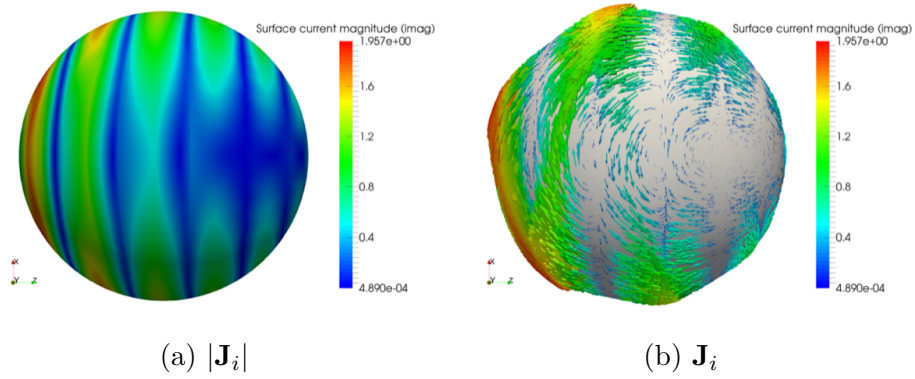 Surface current magnitude (imag)
1.957e+00
1.6
1.2
0.8
0.4
4.890e-04
X
Y Z
(a) |J_i|
Surface current magnitude (imag)
1.957e+00
1.6
1.2
0.8
0.4
4.890e-04
X
Y Z
(b) J_i